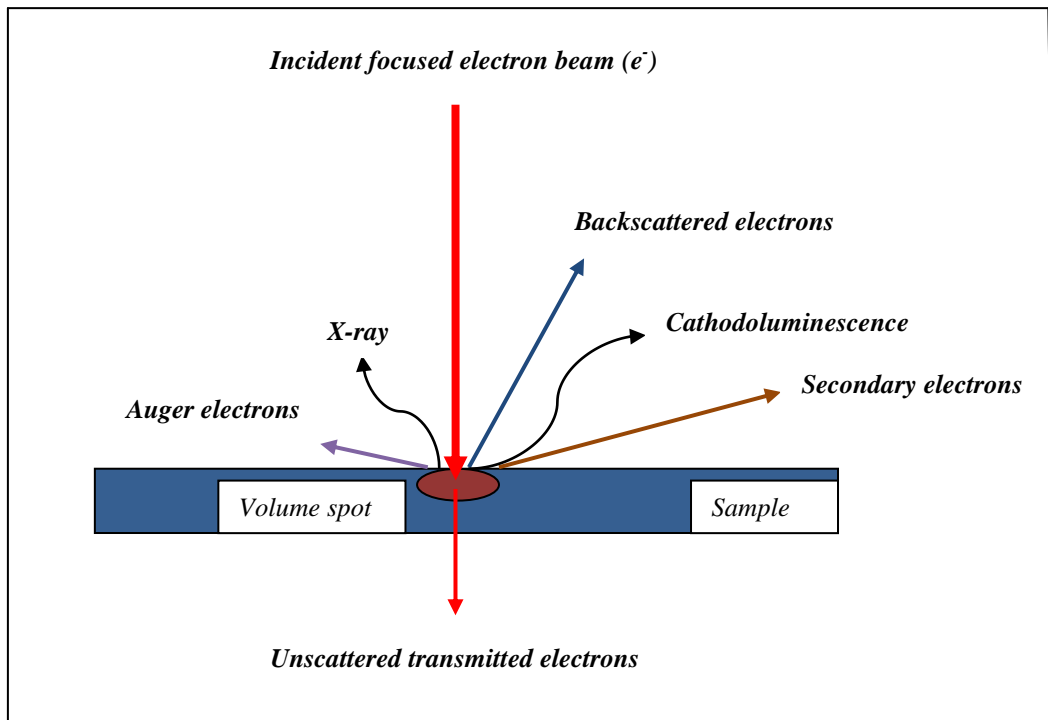 Incident focused electron beam (e⁻)
Backscattered electrons
Cathodoluminescence
X-ray
Secondary electrons
Auger electrons
Volume spot
Sample
Unscattered transmitted electrons